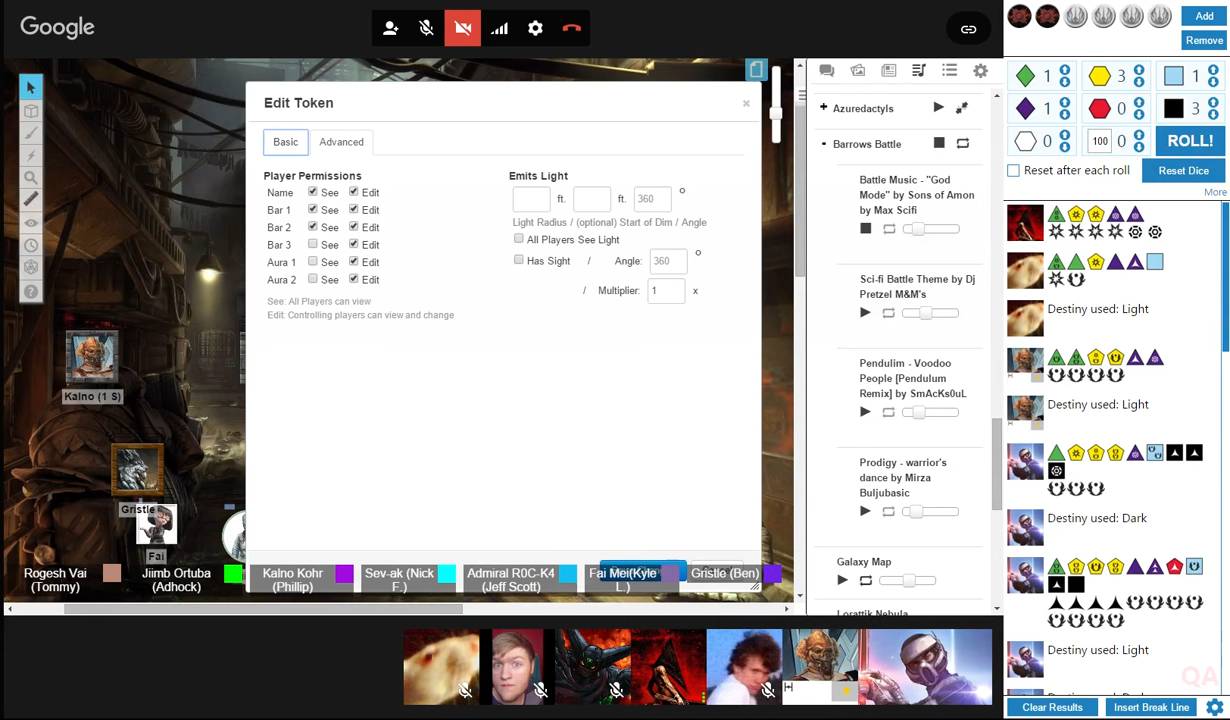 Google
Edit Token
×
Basic
Advanced
Player Permissions
Name See Edit
Bar 1 See Edit
Bar 2 See Edit
Bar 3 See Edit
Aura 1 See Edit
Aura 2 See Edit
See: All Players can view
Edit: Controlling players can view and change
Emits Light
ft. ft. 360 °
Light Radius / (optional) Start of Dim / Angle
All Players See Light
Has Sight / Angle: 360 °
/ Multiplier: 1 x
Kalno (1 S)
Gristle
Fai
Rogesh Vai
(Tommy)
Jiimb Ortuba
(Adhock)
Kalno Kohr
(Phillip)
Sev-ak (Nick
F.)
Admiral R0C-K4
(Jeff Scott)
Fai Mei(Kyle
L.)
Gristle (Ben)
+ Azuredactyls
- Barrows Battle
Battle Music - "God
Mode" by Sons of Amon
by Max Scifi
Sci-fi Battle Theme by Dj
Pretzel M&M's
Pendulim - Voodoo
People [Pendulum
Remix] by SmAcKs0uL
Prodigy - warrior's
dance by Mirza
Buljubasic
Galaxy Map
Lorattik Nebula
Add
Remove
1 3 1
1 0 3
0 100 0 ROLL!
Reset after each roll
Reset Dice
More
Destiny used: Light
Destiny used: Light
Destiny used: Dark
Destiny used: Light
QA
Clear Results
Insert Break Line